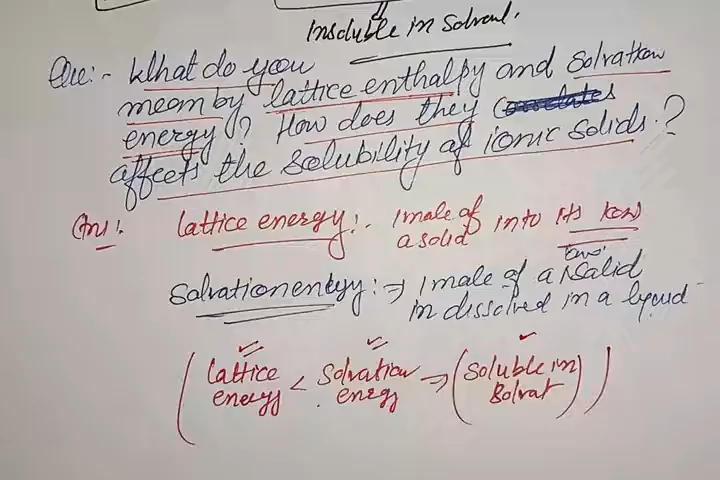 Insoluble in Solvent.
Que:- What do you
mean by lattice enthalpy and solvation
energy? How does they
affects the solubility of ionic solids?
Ans: lattice energy:- 1 mole of a solid into its ions
Solvation energy:⇒ 1 mole of a ionic solid
in dissolved in a liquid
(lattice energy < Solvation energy ⇒ (Soluble in Solvat))